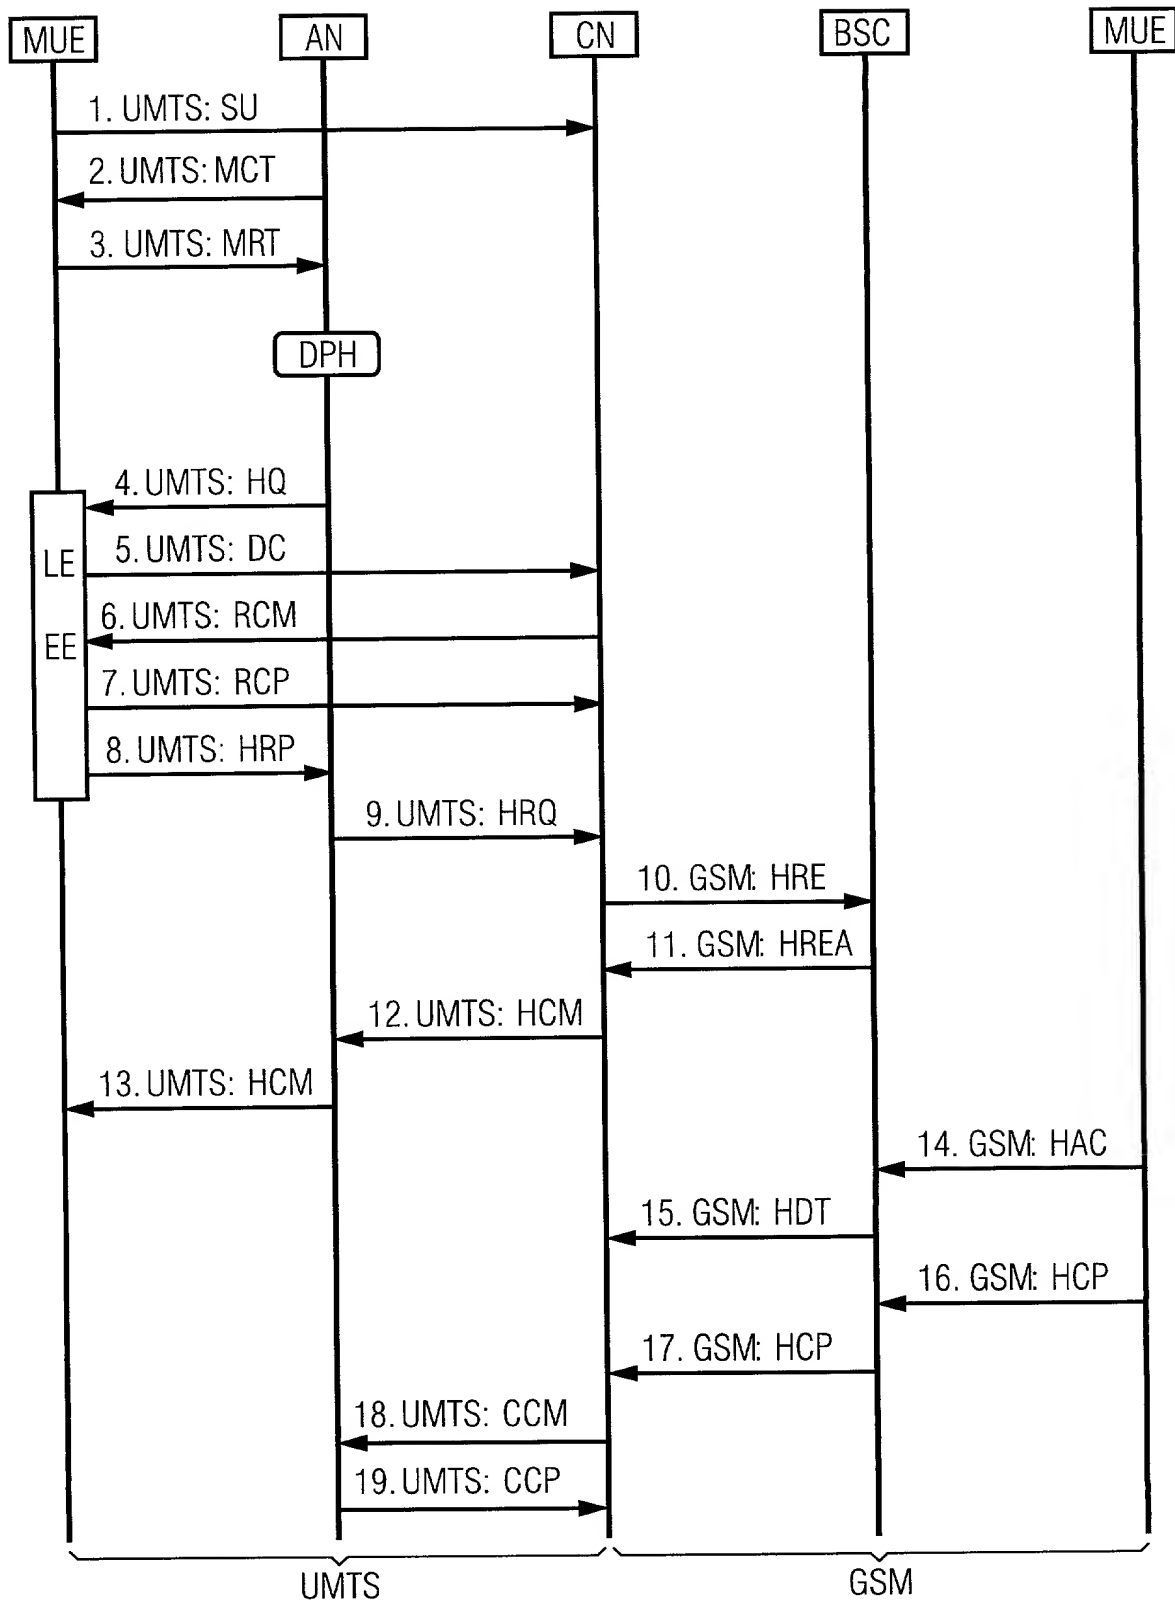 MUE AN CN BSC MUE
1. UMTS: SU
2. UMTS: MCT
3. UMTS: MRT
DPH
4. UMTS: HQ
LE
5. UMTS: DC
6. UMTS: RCM
EE
7. UMTS: RCP
8. UMTS: HRP
9. UMTS: HRQ
10. GSM: HRE
11. GSM: HREA
12. UMTS: HCM
13. UMTS: HCM
14. GSM: HAC
15. GSM: HDT
16. GSM: HCP
17. GSM: HCP
18. UMTS: CCM
19. UMTS: CCP
UMTS GSM